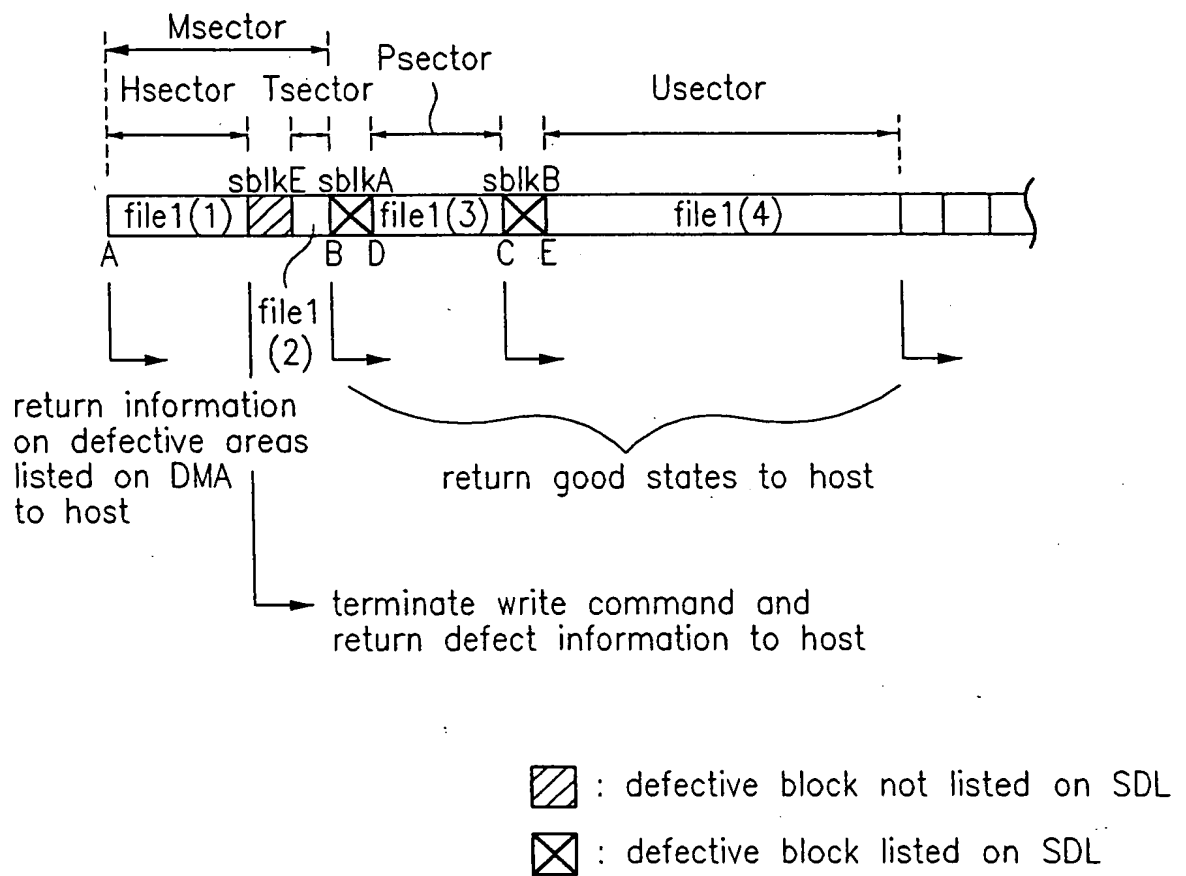 Msector
Psector
Hsector Tsector Usector
sblkE sblkA sblkB
file1(1) file1(3) file1(4)
A B D C E
file1
(2)
return information
on defective areas
listed on DMA
to host
return good states to host
terminate write command and
return defect information to host
: defective block not listed on SDL
: defective block listed on SDL